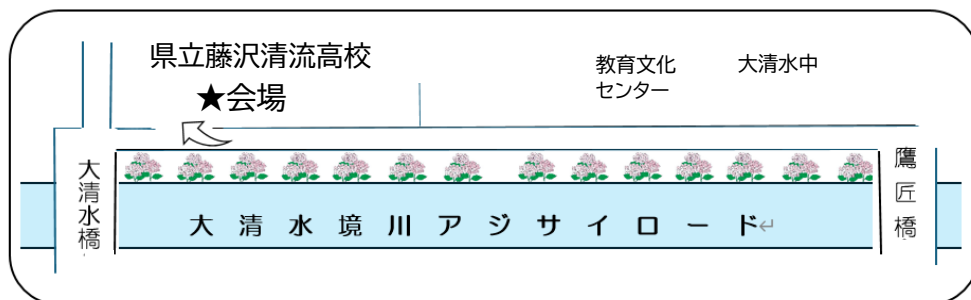 県立藤沢清流高校
★会場
教育文化
センター
大清水中
大清水橋
鷹匠橋
大清水境川アジサイロード↵